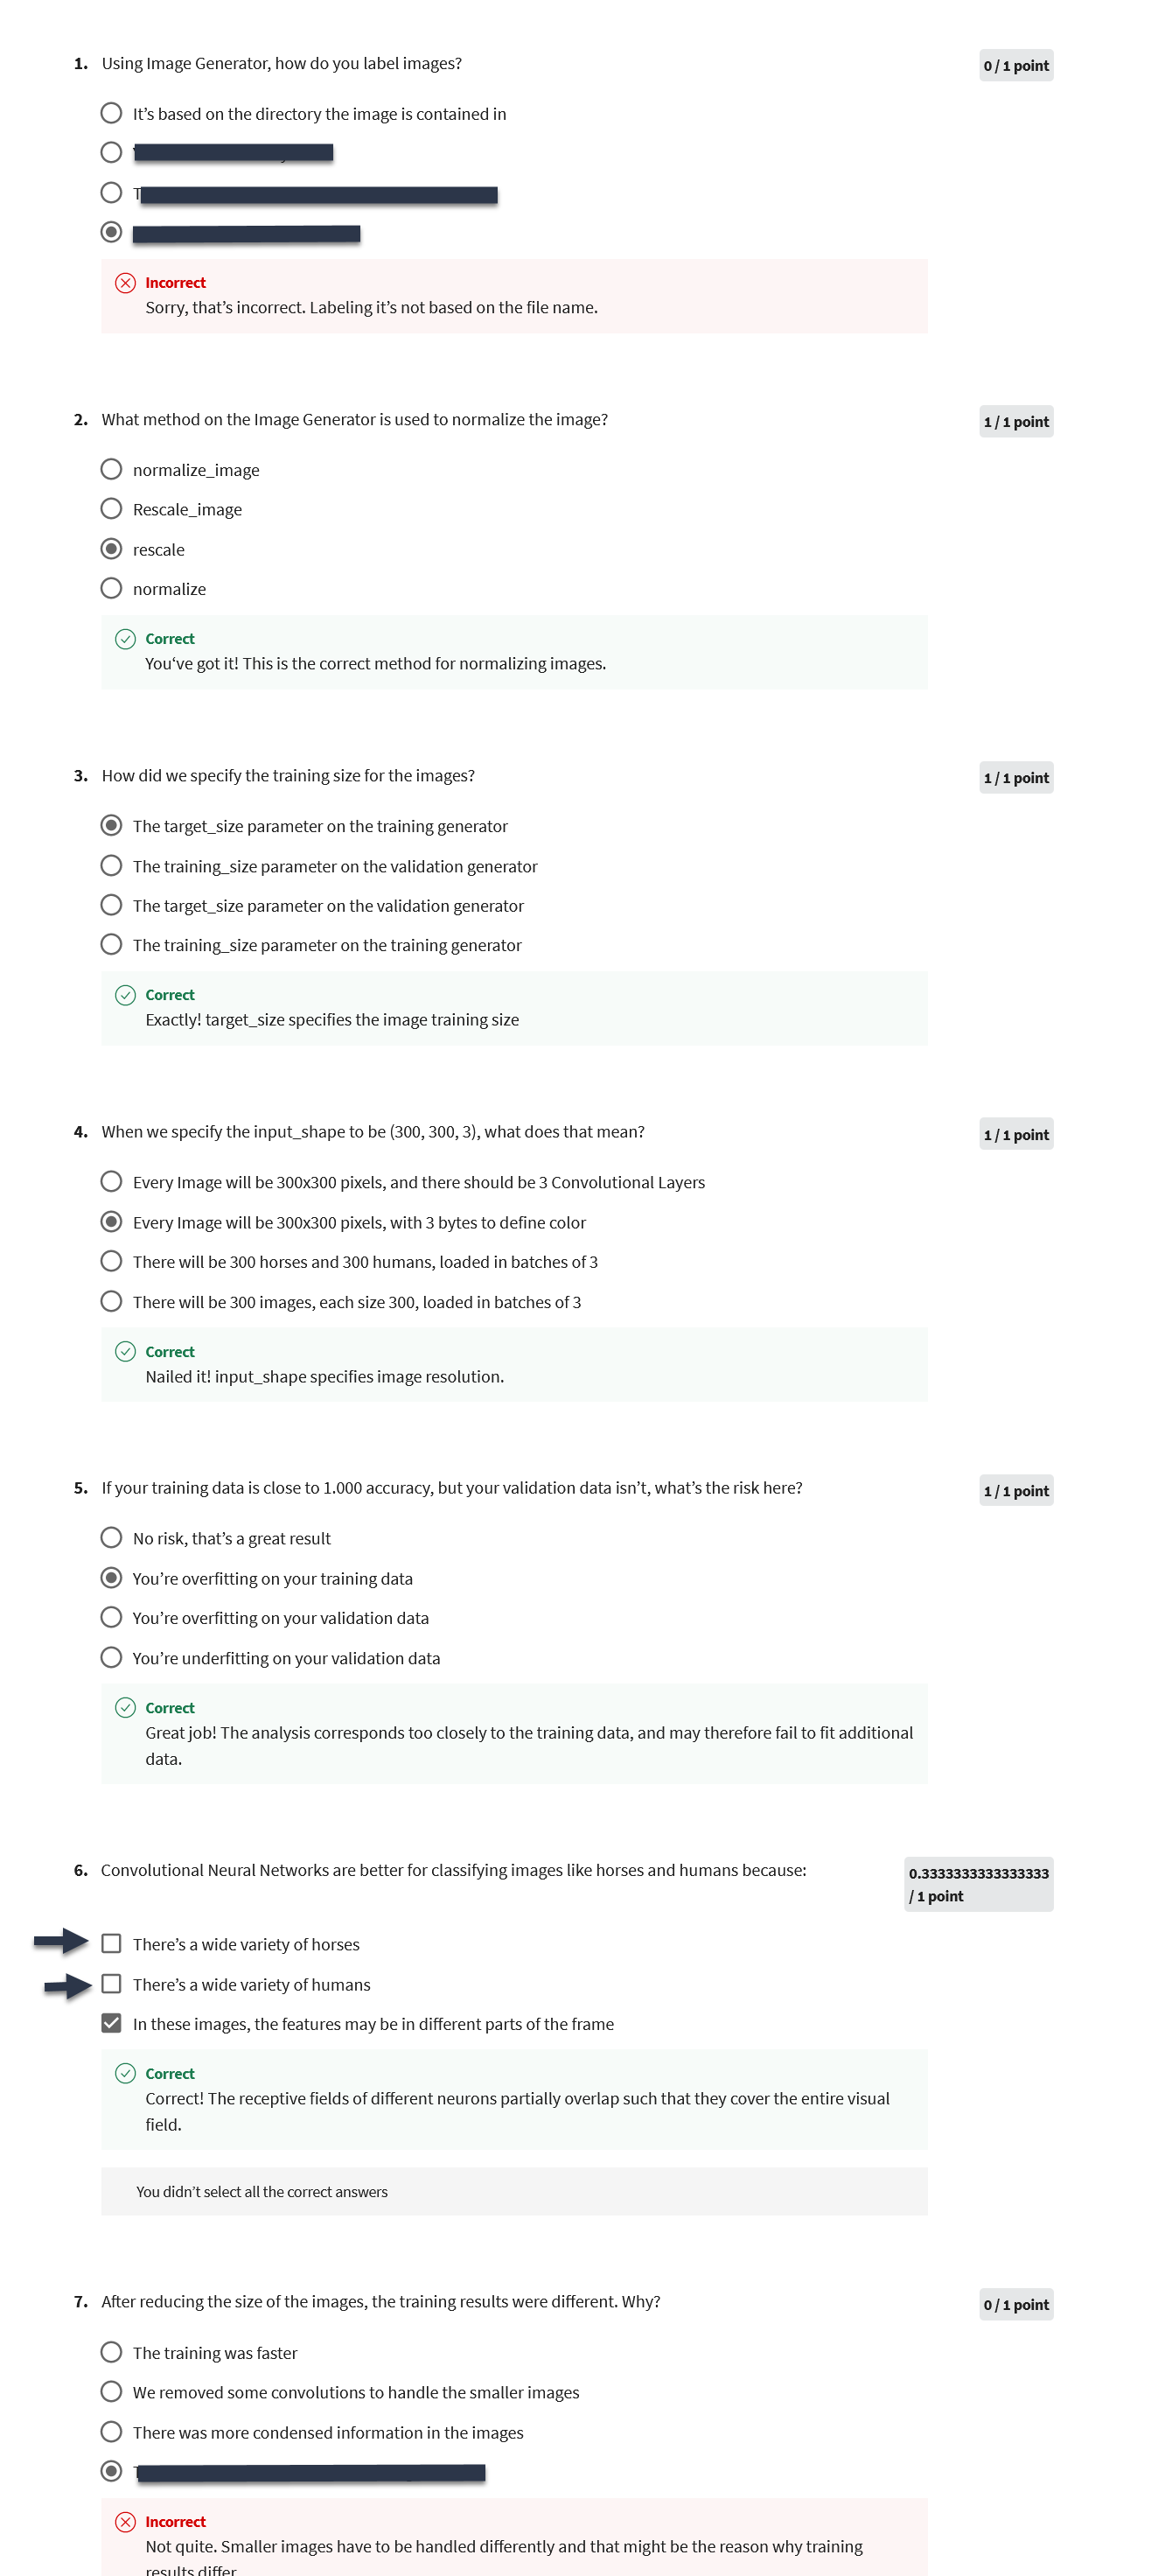 1. Using Image Generator, how do you label images?
0 / 1 point
It’s based on the directory the image is contained in
T
Incorrect
Sorry, that’s incorrect. Labeling it’s not based on the file name.
2. What method on the Image Generator is used to normalize the image?
1 / 1 point
normalize_image
Rescale_image
rescale
normalize
Correct
You‘ve got it! This is the correct method for normalizing images.
3. How did we specify the training size for the images?
1 / 1 point
The target_size parameter on the training generator
The training_size parameter on the validation generator
The target_size parameter on the validation generator
The training_size parameter on the training generator
Correct
Exactly! target_size specifies the image training size
4. When we specify the input_shape to be (300, 300, 3), what does that mean?
1 / 1 point
Every Image will be 300x300 pixels, and there should be 3 Convolutional Layers
Every Image will be 300x300 pixels, with 3 bytes to define color
There will be 300 horses and 300 humans, loaded in batches of 3
There will be 300 images, each size 300, loaded in batches of 3
Correct
Nailed it! input_shape specifies image resolution.
5. If your training data is close to 1.000 accuracy, but your validation data isn’t, what’s the risk here?
1 / 1 point
No risk, that’s a great result
You’re overfitting on your training data
You’re overfitting on your validation data
You’re underfitting on your validation data
Correct
Great job! The analysis corresponds too closely to the training data, and may therefore fail to fit additional
data.
6. Convolutional Neural Networks are better for classifying images like horses and humans because:
0.3333333333333333
/ 1 point
There’s a wide variety of horses
There’s a wide variety of humans
In these images, the features may be in different parts of the frame
Correct
Correct! The receptive fields of different neurons partially overlap such that they cover the entire visual
field.
You didn’t select all the correct answers
7. After reducing the size of the images, the training results were different. Why?
0 / 1 point
The training was faster
We removed some convolutions to handle the smaller images
There was more condensed information in the images
Incorrect
Not quite. Smaller images have to be handled differently and that might be the reason why training
results differ